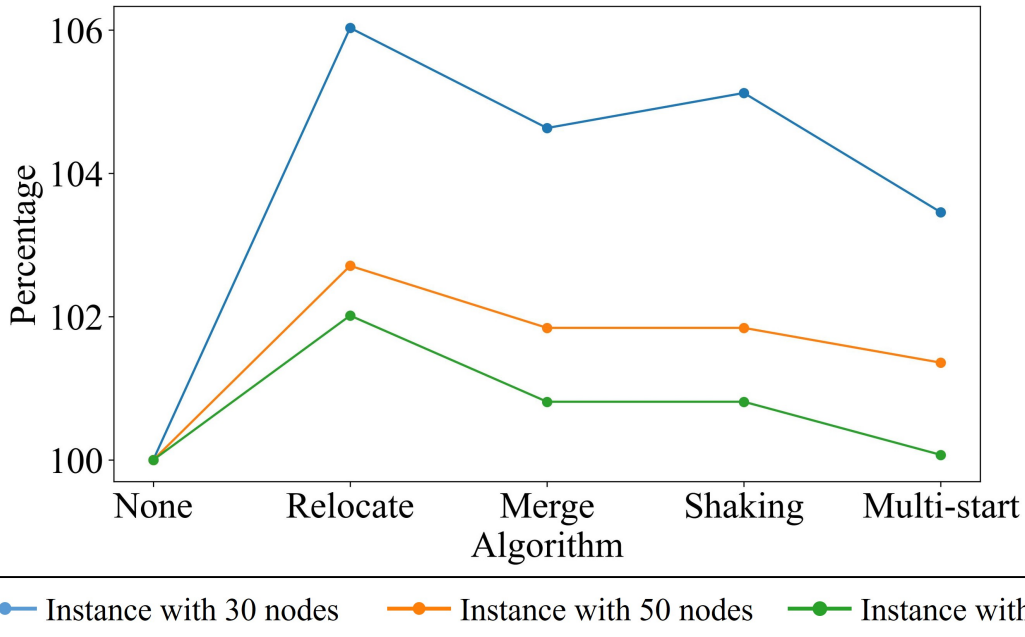 106
104
102
100
Percentage
None Relocate Merge Shaking Multi-start
Algorithm
Instance with 30 nodes Instance with 50 nodes Instance with